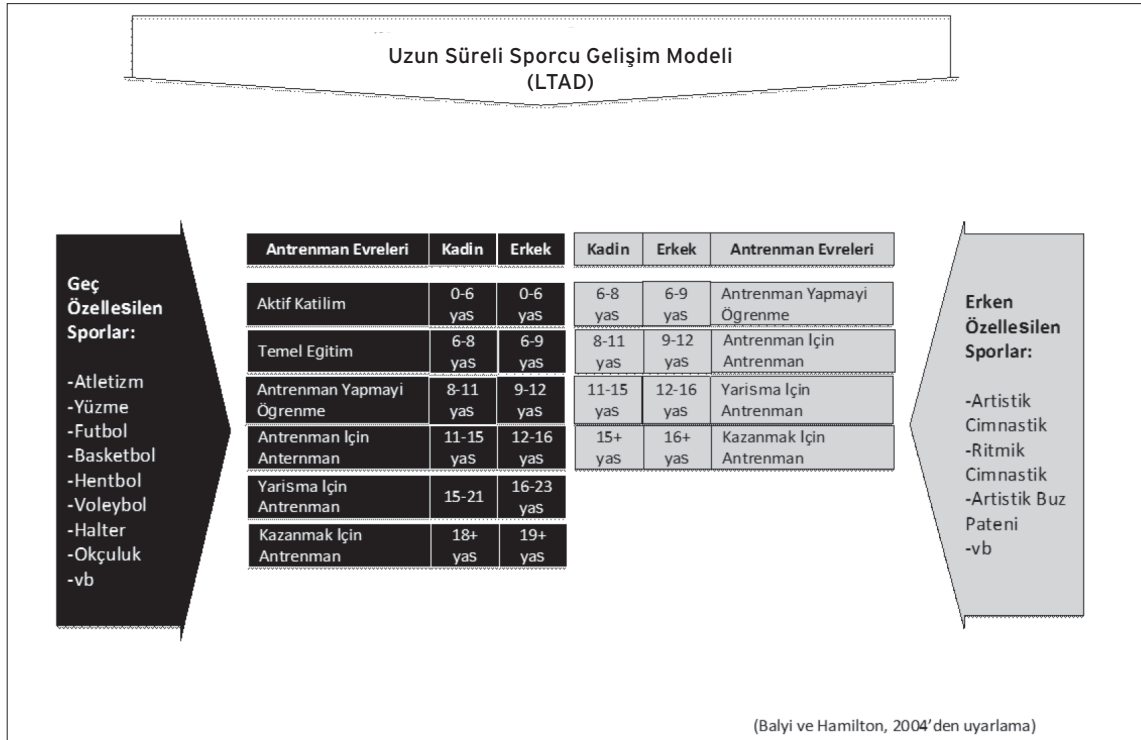 Uzun Süreli Sporcu Gelişim Modeli
(LTAD)
Geç
Özellesilen
Sporlar:
-Atletizm
-Yüzme
-Futbol
-Basketbol
-Hentbol
-Voleybol
-Halter
-Okçuluk
-vb
Antrenman Evreleri Kadin Erkek
Aktif Katilim 0-6 yas 0-6 yas
Temel Egitim 6-8 yas 6-9 yas
Antrenman Yapmayi Ögrenme 8-11 yas 9-12 yas
Antrenman Için Anternman 11-15 yas 12-16 yas
Yarisma Için Antrenman 15-21 16-23 yas
Kazanmak Için Antrenman 18+ yas 19+ yas
Kadin Erkek Antrenman Evreleri
6-8 yas 6-9 yas Antrenman Yapmayi Ögrenme
8-11 yas 9-12 yas Antrenman Için Antrenman
11-15 yas 12-16 yas Yarisma Için Antrenman
15+ yas 16+ yas Kazanmak Için Antrenman
Erken
Özellesilen
Sporlar:
-Artistik
Cimnastik
-Ritmik
Cimnastik
-Artistik Buz
Pateni
-vb
(Balyi ve Hamilton, 2004'den uyarlama)